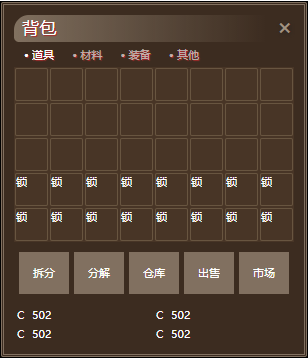 背包 ✕
• 道具 • 材料 • 装备 • 其他
锁 锁 锁 锁 锁 锁 锁 锁
锁 锁 锁 锁 锁 锁 锁 锁
拆分 分解 仓库 出售 市场
C 502 C 502
C 502 C 502